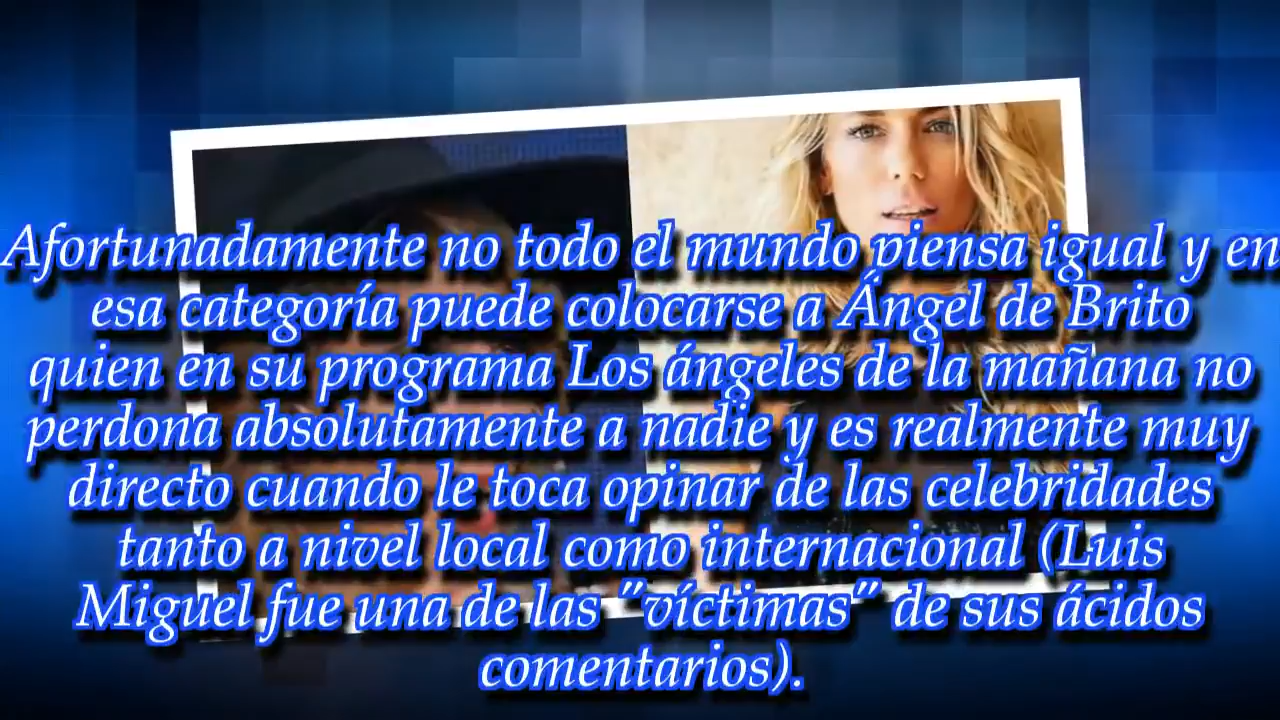 Afortunadamente no todo el mundo piensa igual y en
esa categoría puede colocarse a Ángel de Brito
quien en su programa Los ángeles de la mañana no
perdona absolutamente a nadie y es realmente muy
directo cuando le toca opinar de las celebridades
tanto a nivel local como internacional (Luis
Miguel fue una de las "víctimas" de sus ácidos
comentarios).